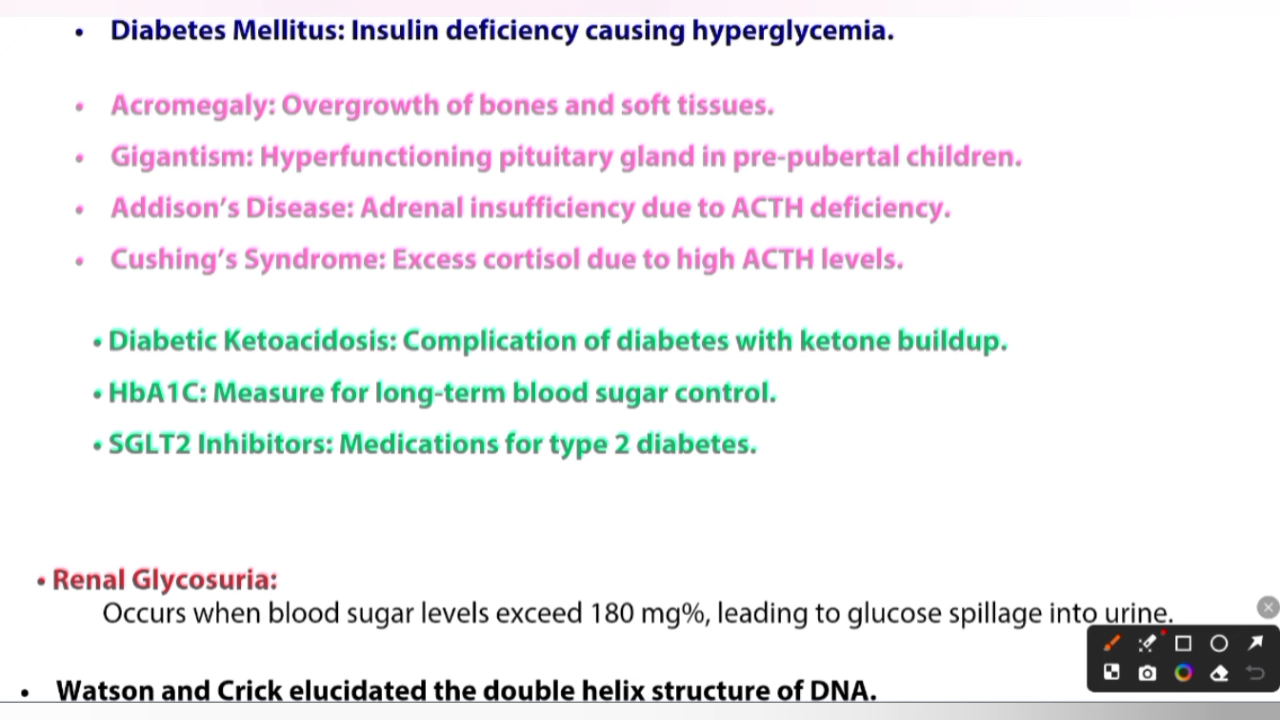 • Diabetes Mellitus: Insulin deficiency causing hyperglycemia.
• Acromegaly: Overgrowth of bones and soft tissues.
• Gigantism: Hyperfunctioning pituitary gland in pre-pubertal children.
• Addison’s Disease: Adrenal insufficiency due to ACTH deficiency.
• Cushing’s Syndrome: Excess cortisol due to high ACTH levels.
• Diabetic Ketoacidosis: Complication of diabetes with ketone buildup.
• HbA1C: Measure for long-term blood sugar control.
• SGLT2 Inhibitors: Medications for type 2 diabetes.
• Renal Glycosuria:
Occurs when blood sugar levels exceed 180 mg%, leading to glucose spillage into urine.
• Watson and Crick elucidated the double helix structure of DNA.